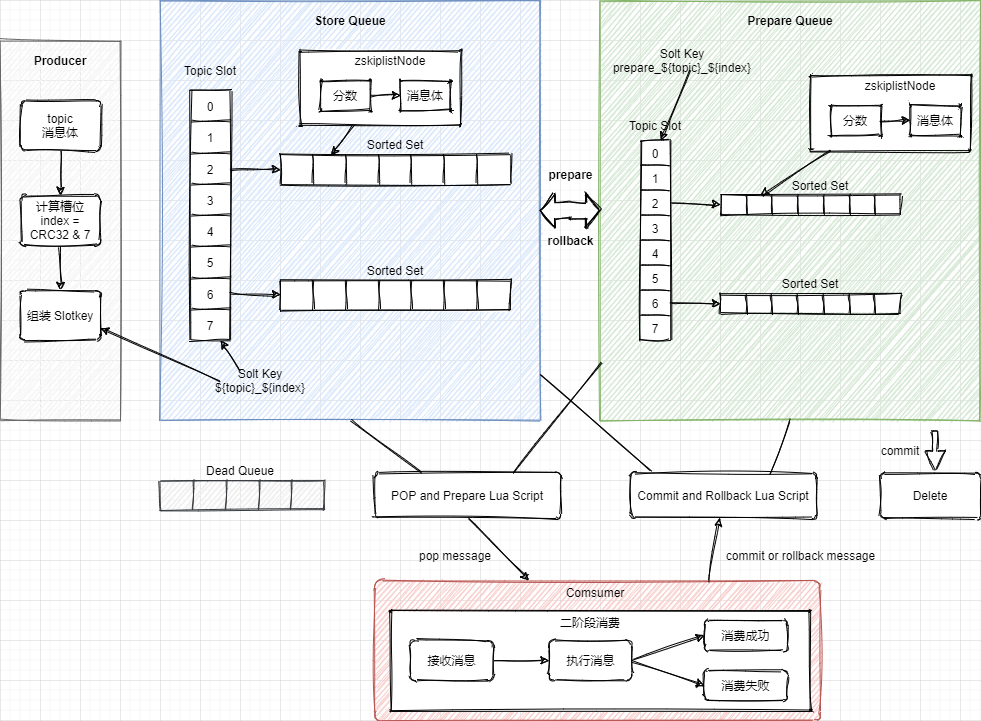 Producer
topic
消息体
计算槽位
index =
CRC32 & 7
组装 Slotkey
Store Queue
Topic Slot
0
1
2
3
4
5
6
7
zskiplistNode
分数
消息体
Sorted Set
Sorted Set
Solt Key
${topic}_${index}
prepare
rollback
Prepare Queue
Solt Key
prepare_${topic}_${index}
Topic Slot
0
1
2
3
4
5
6
7
zskiplistNode
分数
消息体
Sorted Set
Sorted Set
Dead Queue
POP and Prepare Lua Script
Commit and Rollback Lua Script
commit
Delete
pop message
commit or rollback message
Comsumer
二阶段消费
接收消息
执行消息
消费成功
消费失败